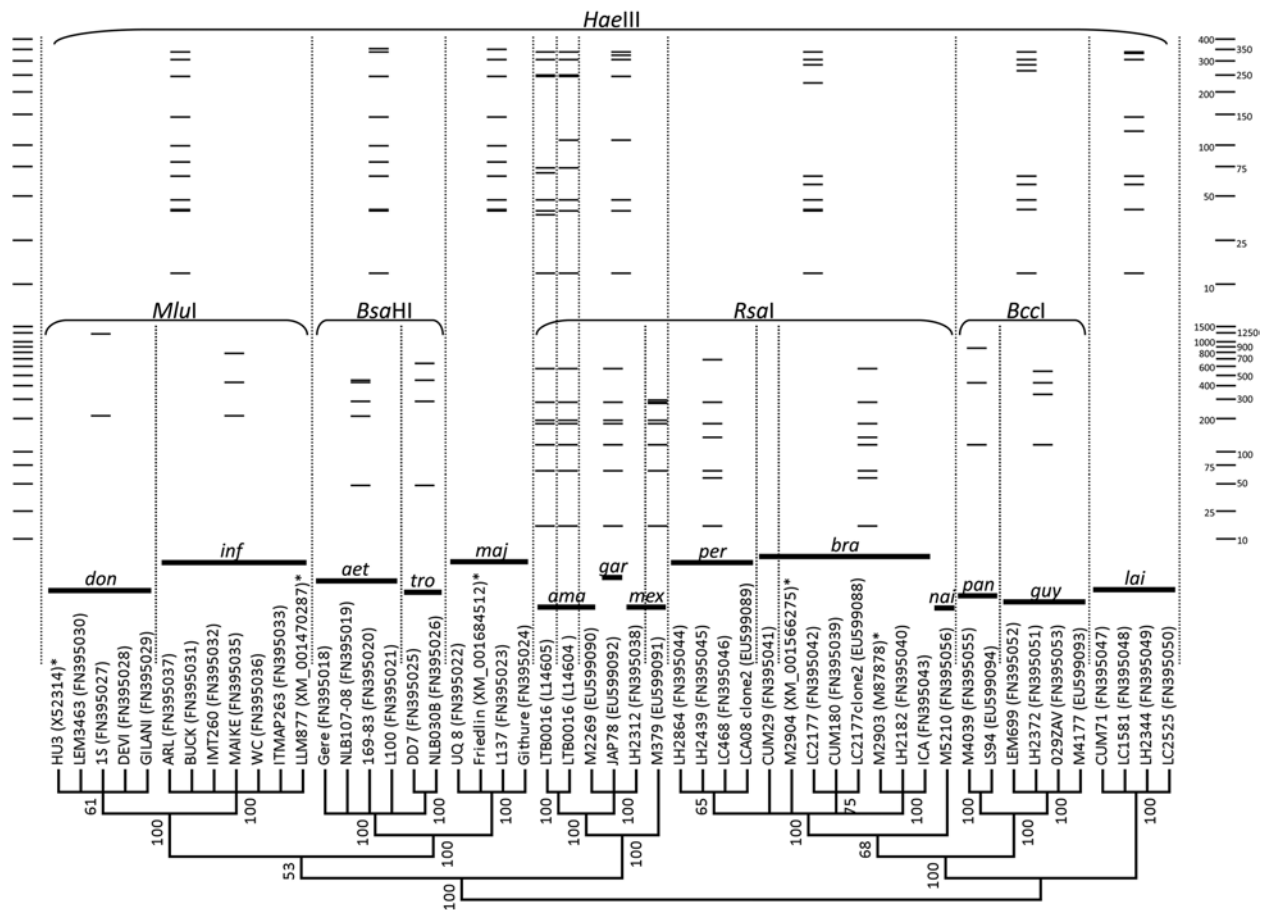 HaeIII
400
350
300
250
200
150
100
75
50
25
10
MluI
BsaHI
RsaI
BccI
1500
1250
1000
900
800
700
600
500
400
300
200
100
75
50
25
10
don
inf
aet
tro
maj
ama
gar
mex
per
bra
nai
pan
guy
lai
HU3 (X52314)*
LEM3463 (FN395030)
1S (FN395027)
DEVI (FN395028)
GILANI (FN395029)
ARL (FN395037)
BUCK (FN395031)
IMT260 (FN395032)
MAIKE (FN395035)
WC (FN395036)
ITMAP263 (FN395033)
LLM877 (XM_001470287)*
Gere (FN395018)
NLB107-08 (FN395019)
169-83 (FN395020)
L100 (FN395021)
DD7 (FN395025)
NLB030B (FN395026)
UQ 8 (FN395022)
Friedlin (XM_001684512)*
L137 (FN395023)
Githure (FN395024)
LTB0016 (L14605)
LTB0016 (L14604)
M2269 (EU599090)
JAP78 (EU599092)
LH2312 (FN395038)
M379 (EU599091)
LH2864 (FN395044)
LH2439 (FN395045)
LC468 (FN395046)
LCA08 clone2 (EU599089)
CUM29 (FN395041)
M2904 (XM_001566275)*
LC2177 (FN395042)
CUM180 (FN395039)
LC2177clone2 (EU599088)
M2903 (M87878)*
LH2182 (FN395040)
ICA (FN395043)
M5210 (FN395056)
M4039 (FN395055)
LS94 (EU599094)
LEM699 (FN395052)
LH2372 (FN395051)
029ZAV (FN395053)
M4177 (EU599093)
CUM71 (FN395047)
LC1581 (FN395048)
LH2344 (FN395049)
LC2525 (FN395050)
61
100
100
100
100
100
100
100
100
65
75
100
100
100
100
100
100
100
100
100
68
100
100
100
53
100
100